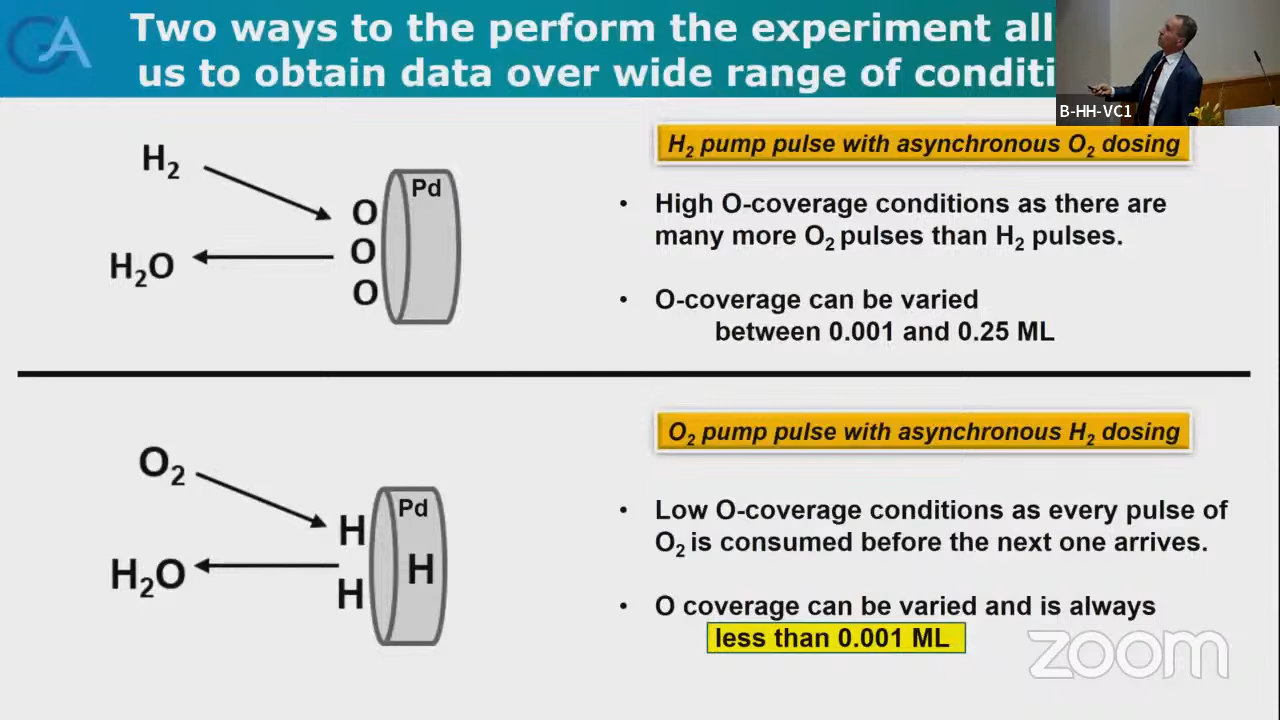 Two ways to the perform the experiment all
us to obtain data over wide range of conditi
GA
B-HH-VC1
H₂
H₂O
O
O
O
Pd
H₂ pump pulse with asynchronous O₂ dosing
• High O-coverage conditions as there are
many more O₂ pulses than H₂ pulses.
• O-coverage can be varied
between 0.001 and 0.25 ML
O₂
H₂O
H
H
H
Pd
O₂ pump pulse with asynchronous H₂ dosing
• Low O-coverage conditions as every pulse of
O₂ is consumed before the next one arrives.
• O coverage can be varied and is always
less than 0.001 ML
zoom